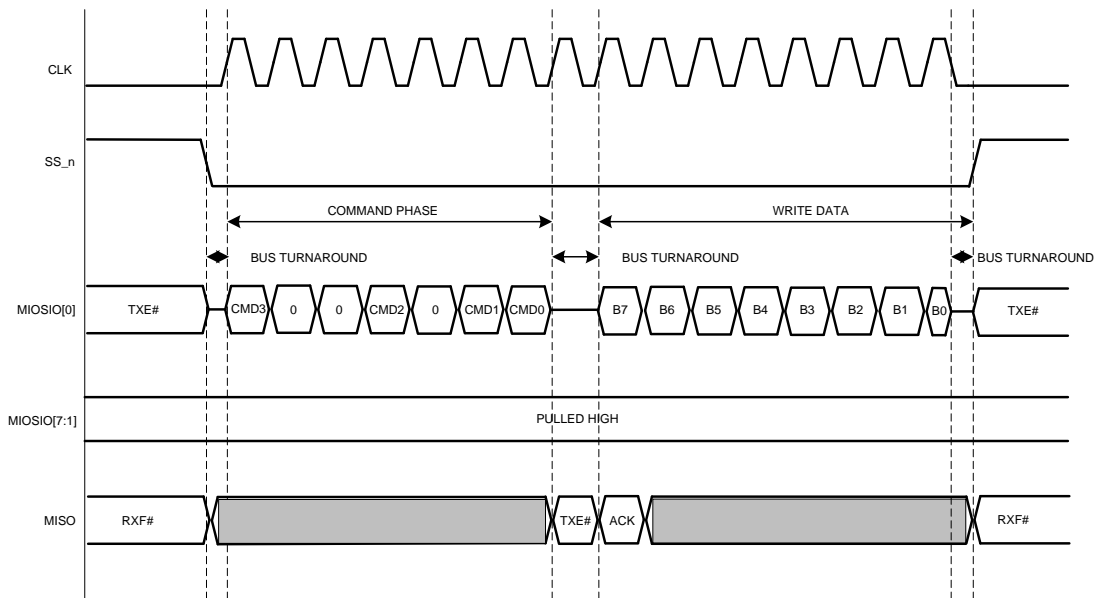 CLK
SS_n
COMMAND PHASE WRITE DATA
BUS TURNAROUND BUS TURNAROUND BUS TURNAROUND
MIOSIO[0] TXE# CMD3 0 0 CMD2 0 CMD1 CMD0 B7 B6 B5 B4 B3 B2 B1 B0 TXE#
MIOSIO[7:1] PULLED HIGH
MISO RXF# TXE# ACK RXF#